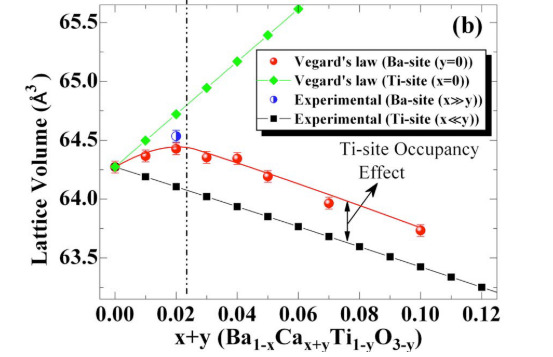 65.5
65.0
64.5
64.0
63.5
Lattice Volume (Å³)
(b)
Vegard's law (Ba-site (y=0))
Vegard's law (Ti-site (x=0))
Experimental (Ba-site (x≫y))
Experimental (Ti-site (x≪y))
Ti-site Occupancy
Effect
0.00 0.02 0.04 0.06 0.08 0.10 0.12
x+y (Ba₁₋ₓCaₓ₊ᵧTi₁₋ᵧO₃₋ᵧ)